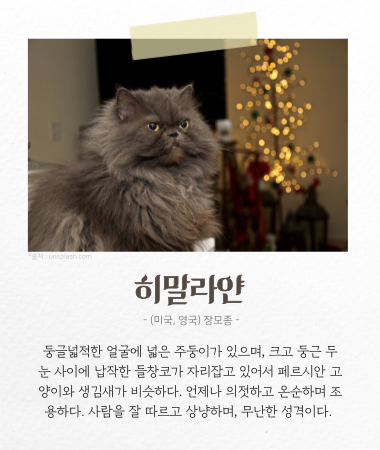 *출처 : unsplash.com
히말라얀
- (미국, 영국) 장모종 -
둥글넓적한 얼굴에 넓은 주둥이가 있으며, 크고 둥근 두
눈 사이에 납작한 들창코가 자리잡고 있어서 페르시안 고
양이와 생김새가 비슷하다. 언제나 의젓하고 온순하며 조
용하다. 사람을 잘 따르고 상냥하며, 무난한 성격이다.